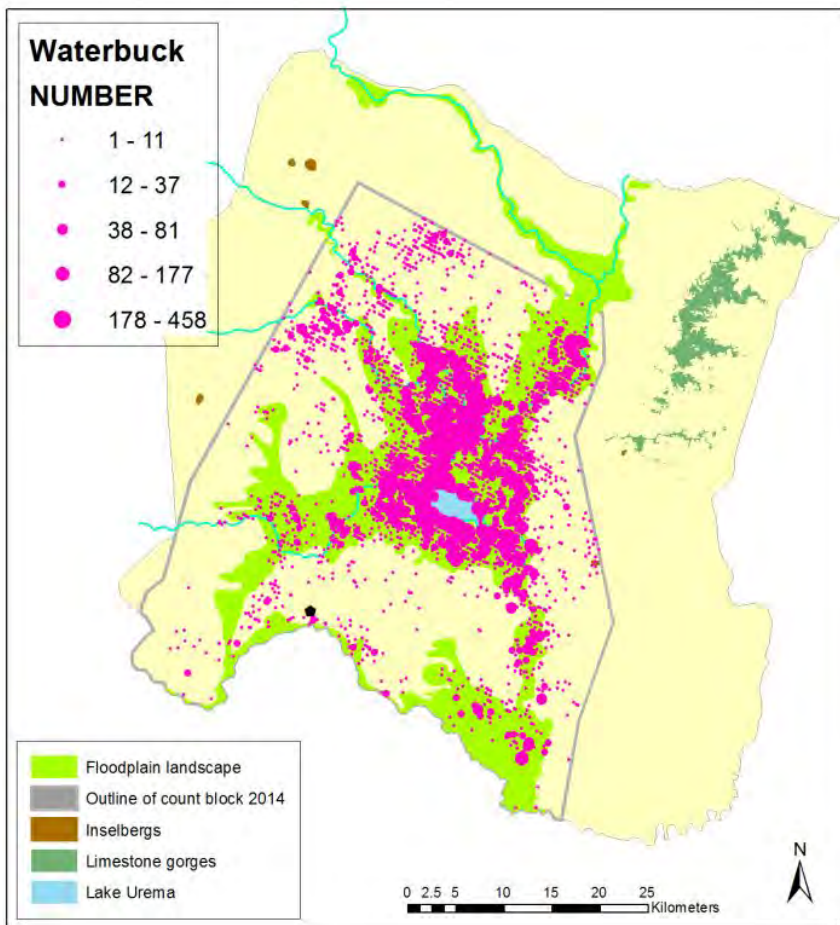 Waterbuck
NUMBER
1 - 11
12 - 37
38 - 81
82 - 177
178 - 458
Floodplain landscape
Outline of count block 2014
Inselbergs
Limestone gorges
Lake Urema
N
0 2.5 5 10 15 20 25
Kilometers